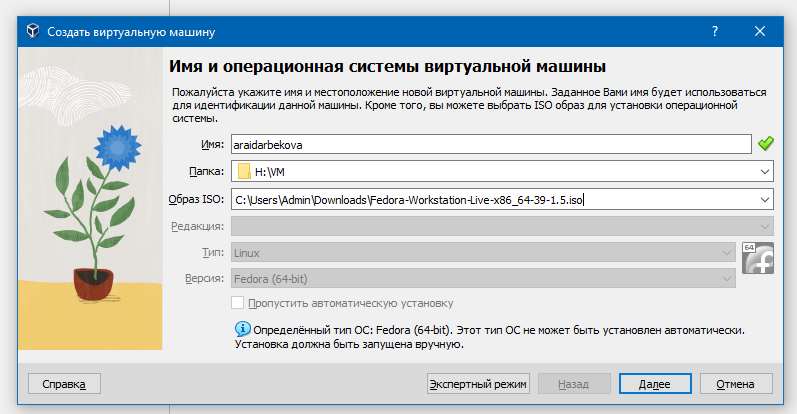 Создать виртуальную машину
?
Имя и операционная системы виртуальной машины
Пожалуйста укажите имя и местоположение новой виртуальной машины. Заданное Вами имя будет использоваться
для идентификации данной машины. Кроме того, вы можете выбрать ISO образ для установки операционной
системы.
Имя: araidarbekova
Папка: H:\VM
Образ ISO: C:\Users\Admin\Downloads\Fedora-Workstation-Live-x86_64-39-1.5.iso
Редакция:
Тип: Linux
64
Версия: Fedora (64-bit)
Пропустить автоматическую установку
Определённый тип ОС: Fedora (64-bit). Этот тип ОС не может быть установлен автоматически.
Установка должна быть запущена вручную.
Справка Экспертный режим Назад Далее Отмена